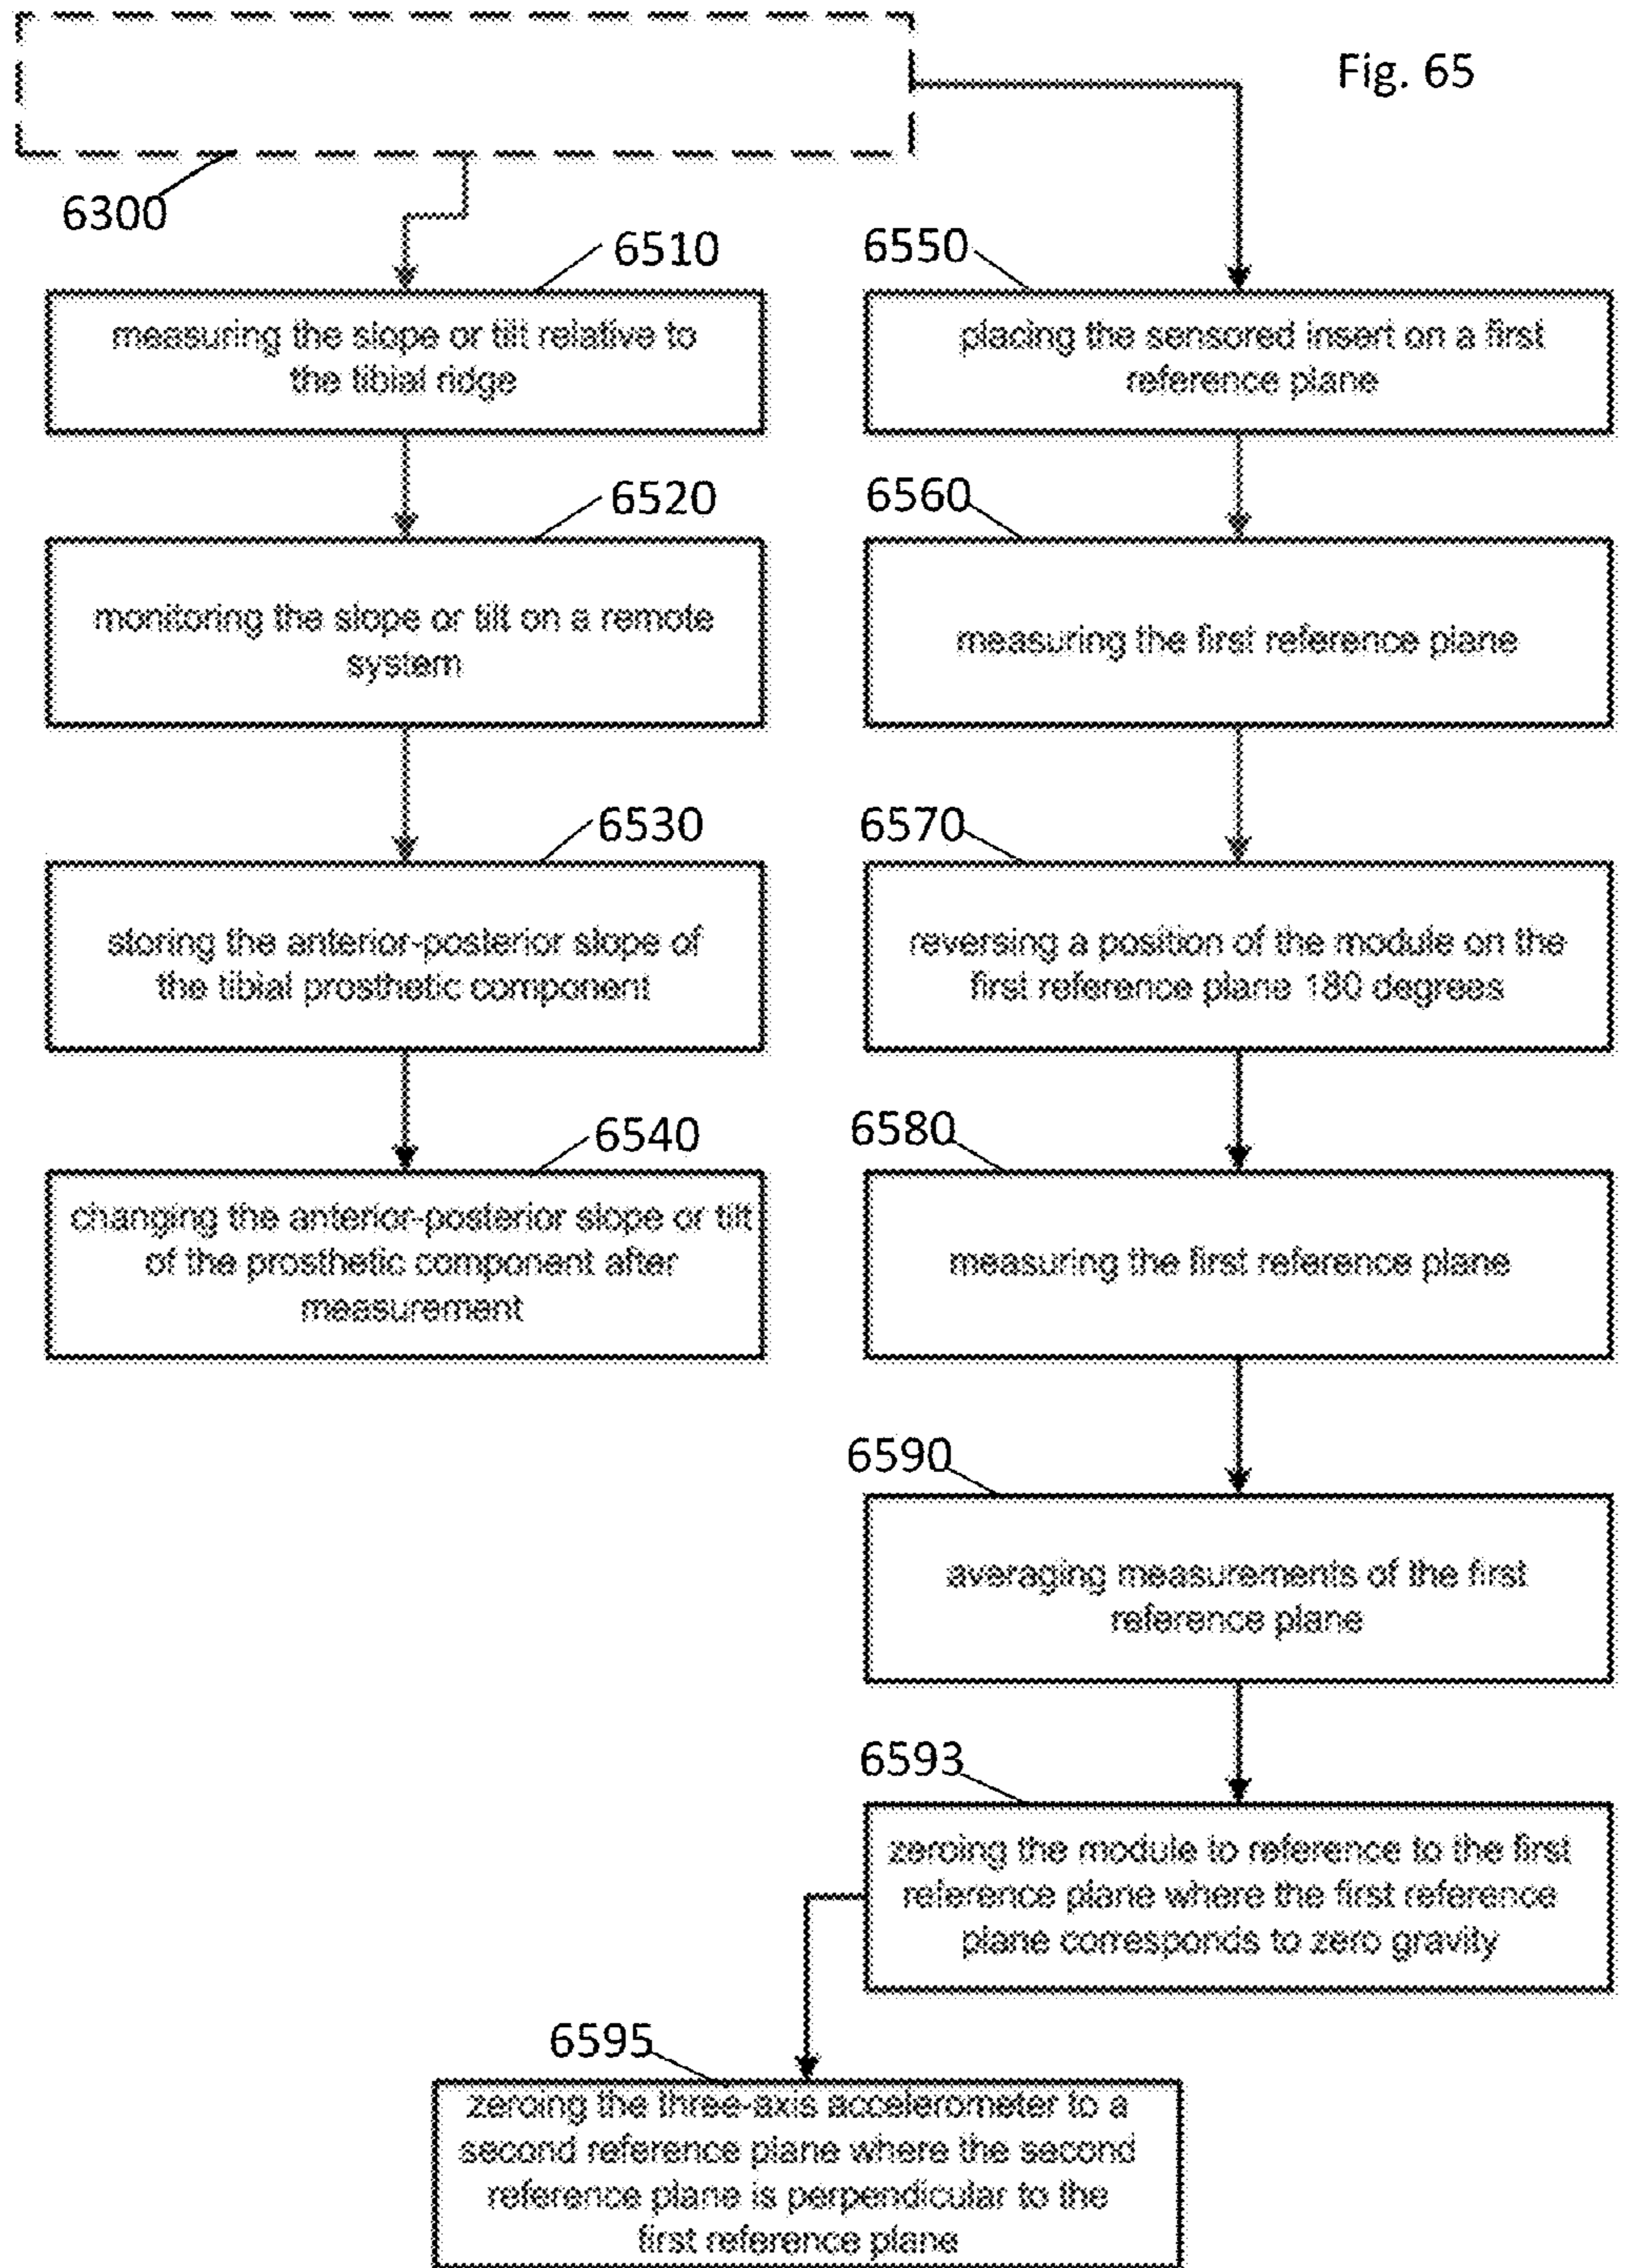 Fig. 65
6300
6510
measuring the slope or tilt relative to
the tibial ridge
6520
monitoring the slope or tilt on a remote
system
6530
storing the anterior-posterior slope of
the tibial prosthetic component
6540
changing the anterior-posterior slope or tilt
of the prosthetic component after
measurement
6550
placing the sensored insert on a first
reference plane
6560
measuring the first reference plane
6570
reversing a position of the module on the
first reference plane 180 degrees
6580
measuring the first reference plane
6590
averaging measurements of the first
reference plane
6593
zeroing the module to reference to the first
reference plane where the first reference
plane corresponds to zero gravity
6595
zeroing the three-axis accelerometer to a
second reference plane where the second
reference plane is perpendicular to the
first reference plane